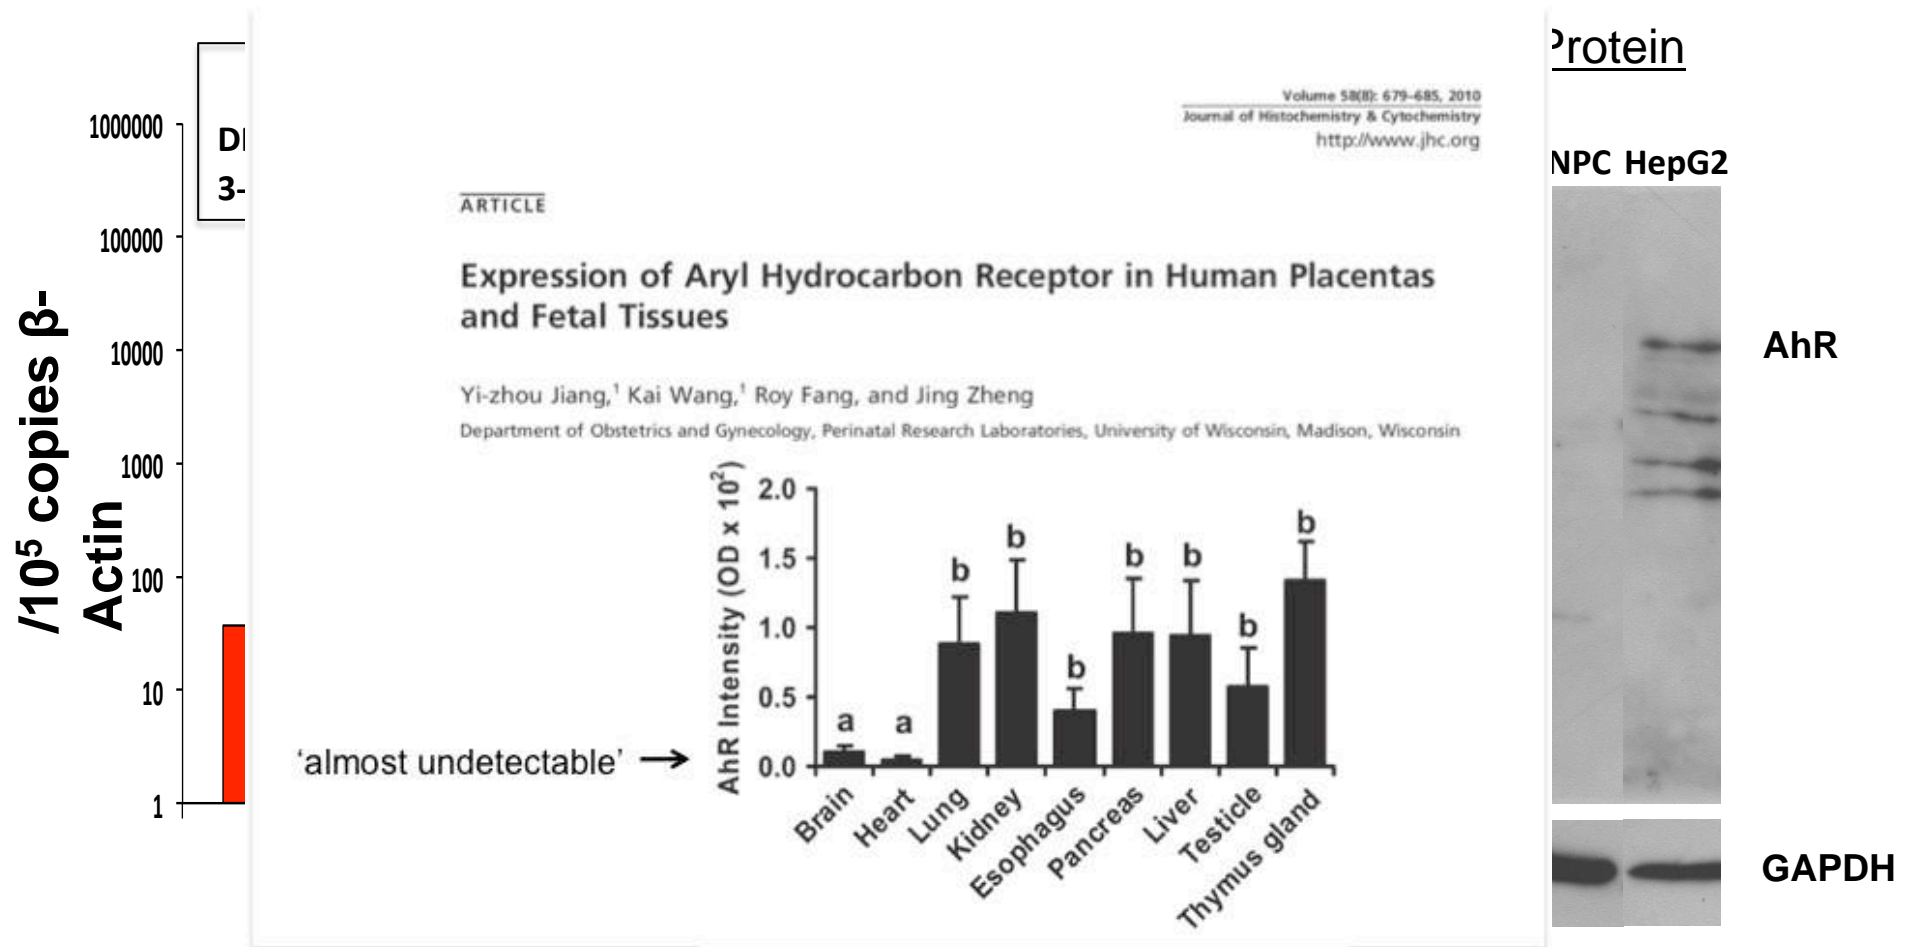 Protein
1000000
100000
10000
1000
100
10
1
/10⁵ copies β-
Actin
3-
Volume 58(8): 679–685, 2010
Journal of Histochemistry & Cytochemistry
http://www.jhc.org
ARTICLE
Expression of Aryl Hydrocarbon Receptor in Human Placentas
and Fetal Tissues
Yi-zhou Jiang,¹ Kai Wang,¹ Roy Fang, and Jing Zheng
Department of Obstetrics and Gynecology, Perinatal Research Laboratories, University of Wisconsin, Madison, Wisconsin
AhR Intensity (OD x 10²)
2.0
1.5
1.0
0.5
0.0
a
a
b
b
b
b
b
b
b
‘almost undetectable’
Brain
Heart
Lung
Kidney
Esophagus
Pancreas
Liver
Testicle
Thymus gland
NPC HepG2
AhR
GAPDH